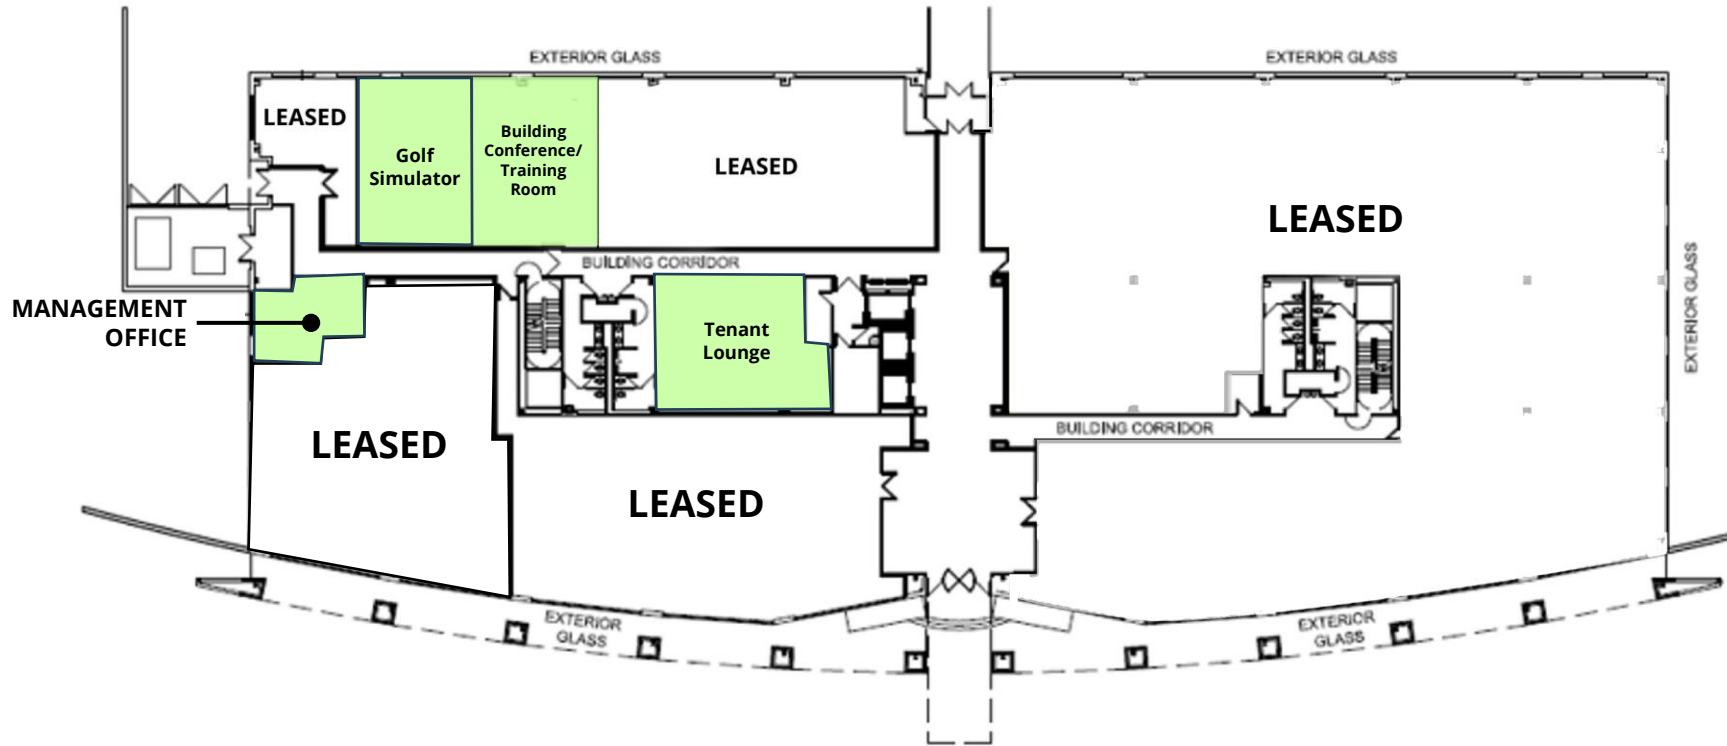 EXTERIOR GLASS
EXTERIOR GLASS
LEASED
Golf
Simulator
Building
Conference/
Training
Room
LEASED
LEASED
EXTERIOR GLASS
BUILDING CORRIDOR
MANAGEMENT
OFFICE
Tenant
Lounge
LEASED
BUILDING CORRIDOR
LEASED
EXTERIOR
GLASS
EXTERIOR
GLASS